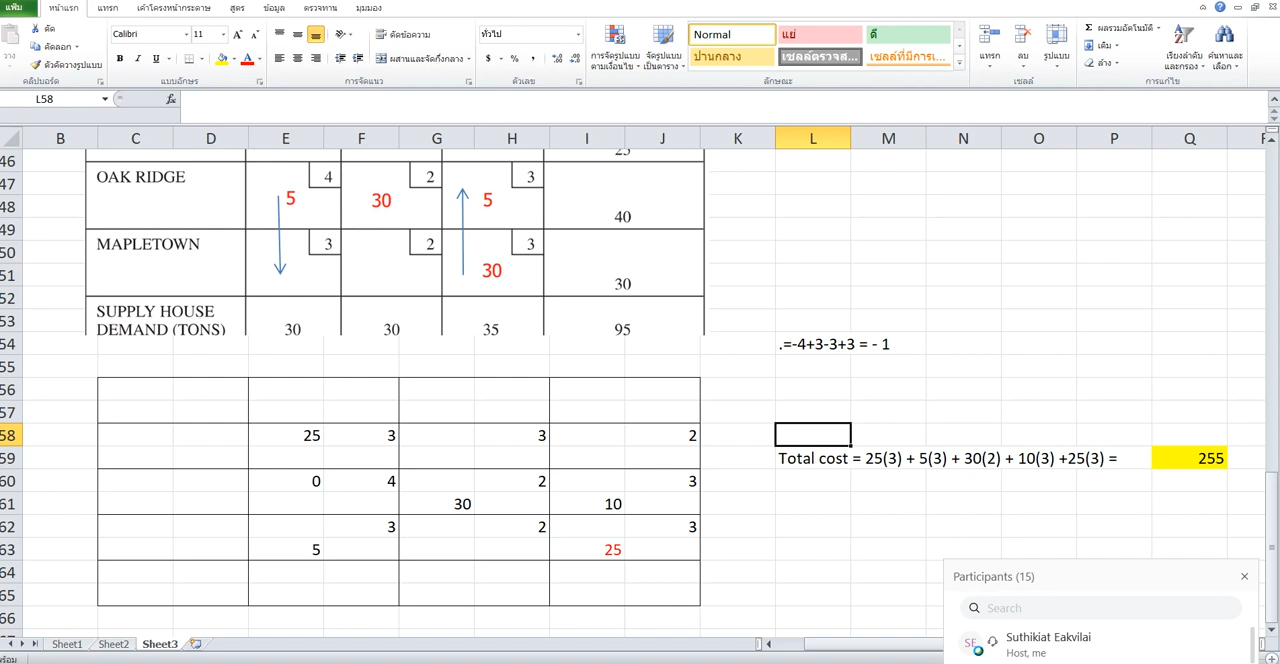 แฟ้ม หน้าแรก แทรก เค้าโครงหน้ากระดาษ สูตร ข้อมูล ตรวจทาน มุมมอง
วาง ตัด คัดลอก ตัวคัดวางรูปแบบ
Calibri 11 A A
B I U A
ตัดข้อความ
ผสานและจัดกึ่งกลาง
ทั่วไป
$ % ,
การจัดรูปแบบตามเงื่อนไข จัดรูปแบบเป็นตาราง
Normal แย่ ดี
ปานกลาง เซลล์ตรวจส... เซลล์ที่มีการเ...
แทรก ลบ รูปแบบ
Σ ผลรวมอัตโนมัติ
เติม
ล้าง
เรียงลำดับและกรอง ค้นหาและเลือก
คลิปบอร์ด แบบอักษร การจัดแนว ตัวเลข ลักษณะ เซลล์ การแก้ไข
L58 fx
B C D E F G H I J K L M N O P Q
46 25
47 OAK RIDGE 4 2 3
48 5 30 5 40
49
50 MAPLETOWN 3 2 3
51 30 30
52 SUPPLY HOUSE
53 DEMAND (TONS) 30 30 35 95
54 .=-4+3-3+3 = - 1
55
56
57
58 25 3 3 2
59 Total cost = 25(3) + 5(3) + 30(2) + 10(3) +25(3) = 255
60 0 4 2 3
61 30 10
62 3 2 3
63 5 25
64
65
66
Participants (15)
Search
SE Suthikiat Eakvilai
Host, me
Sheet1 Sheet2 Sheet3